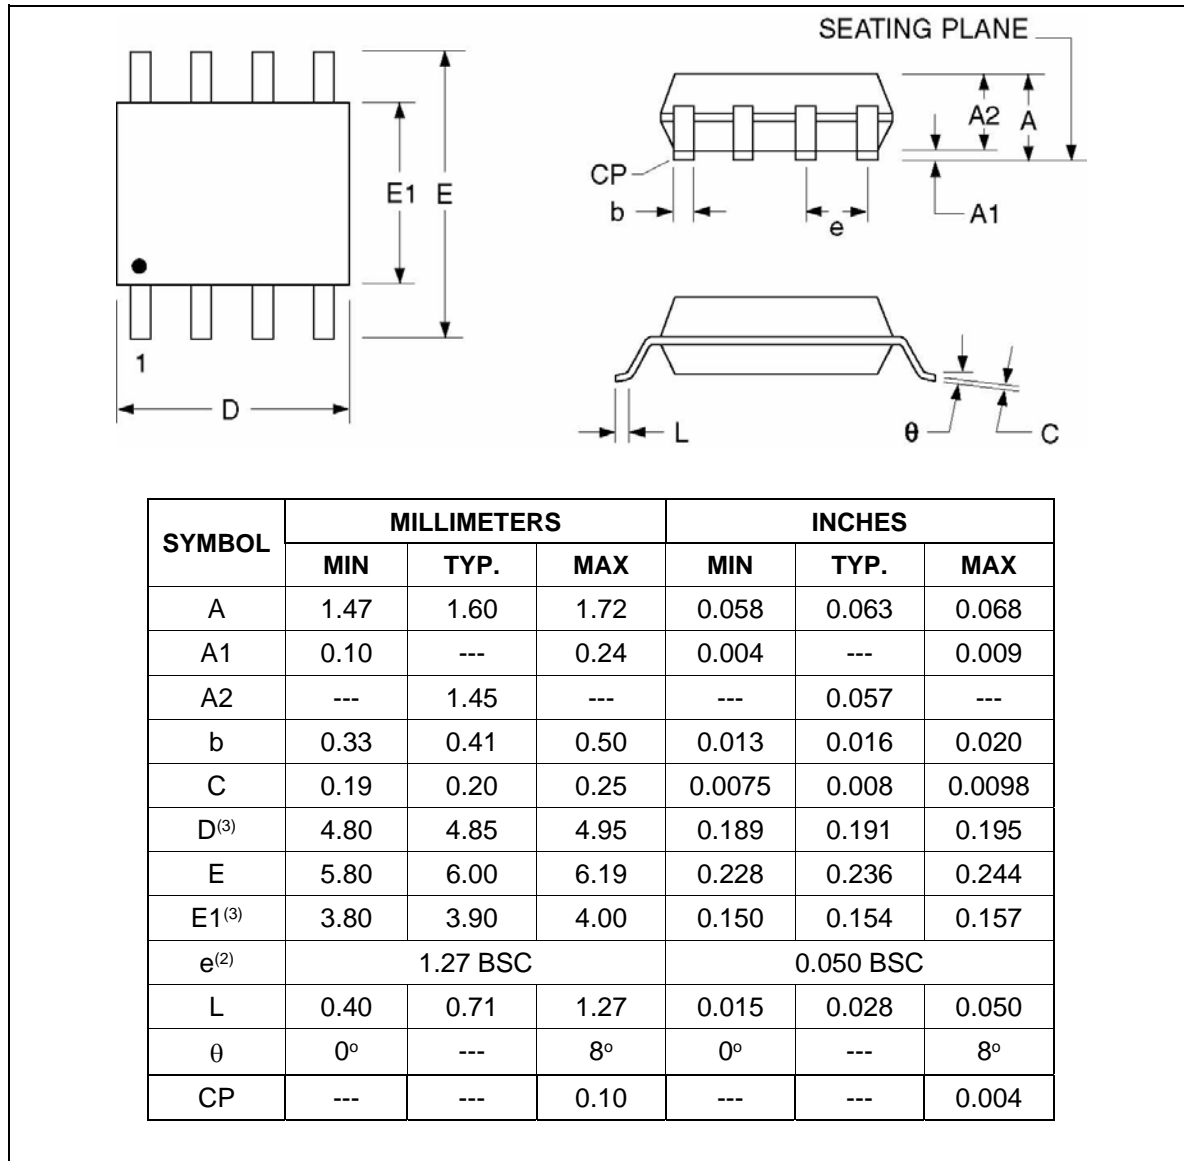 SEATING PLANE
A2 A
E1 E
CP
b
e
A1
1
D
L
θ
C
SYMBOL MILLIMETERS INCHES
MIN TYP. MAX MIN TYP. MAX
A 1.47 1.60 1.72 0.058 0.063 0.068
A1 0.10 --- 0.24 0.004 --- 0.009
A2 --- 1.45 --- --- 0.057 ---
b 0.33 0.41 0.50 0.013 0.016 0.020
C 0.19 0.20 0.25 0.0075 0.008 0.0098
D(3) 4.80 4.85 4.95 0.189 0.191 0.195
E 5.80 6.00 6.19 0.228 0.236 0.244
E1(3) 3.80 3.90 4.00 0.150 0.154 0.157
e(2) 1.27 BSC 0.050 BSC
L 0.40 0.71 1.27 0.015 0.028 0.050
θ 0º --- 8º 0º --- 8º
CP --- --- 0.10 --- --- 0.004